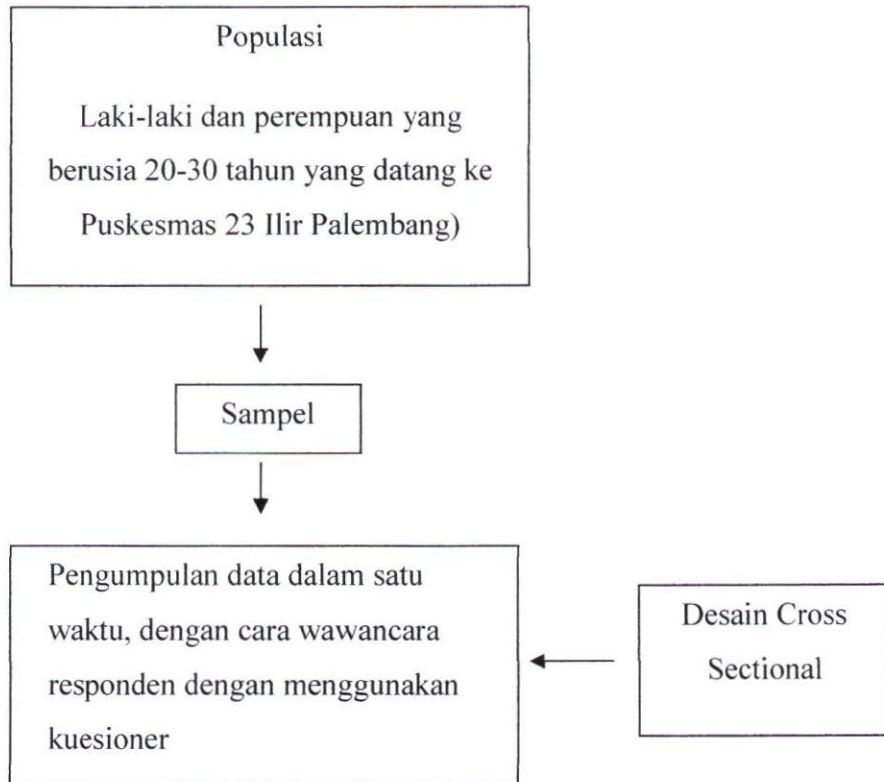 Populasi
Laki-laki dan perempuan yang
berusia 20-30 tahun yang datang ke
Puskesmas 23 Ilir Palembang)
Sampel
Pengumpulan data dalam satu
waktu, dengan cara wawancara
responden dengan menggunakan
kuesioner
Desain Cross
Sectional